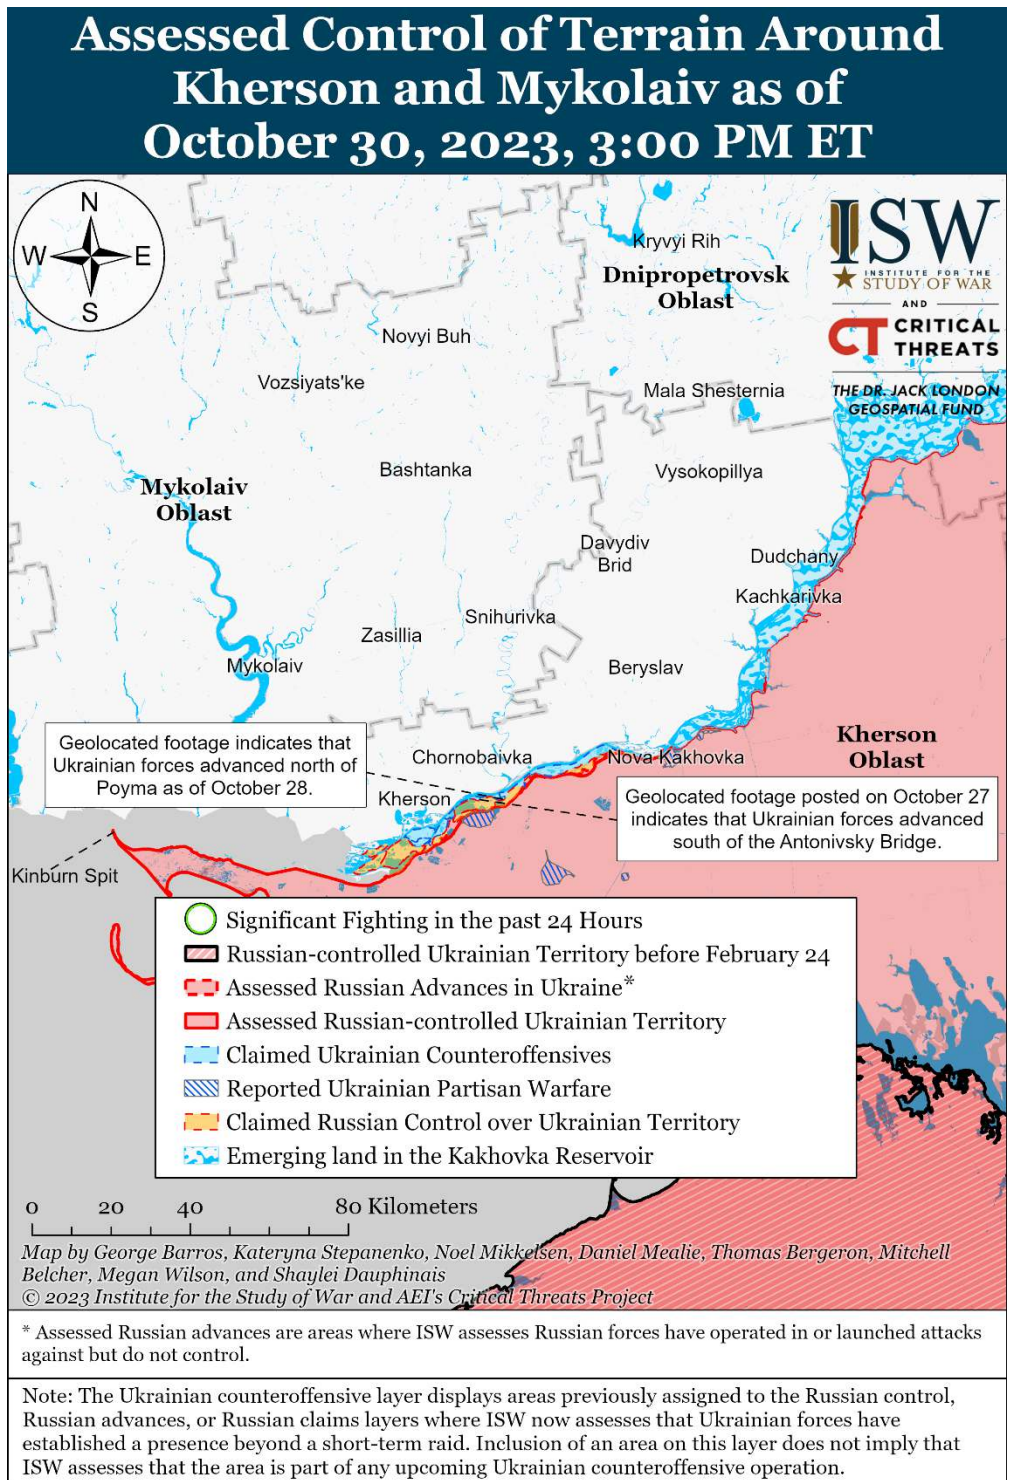 Assessed Control of Terrain Around
Kherson and Mykolaiv as of
October 30, 2023, 3:00 PM ET
N
W
E
S
ISW
INSTITUTE FOR THE
STUDY OF WAR
AND
CT CRITICAL
THREATS
THE DR. JACK LONDON
GEOSPATIAL FUND
Kryvyi Rih
Dnipropetrovsk
Oblast
Novyi Buh
Vozsiyats'ke
Mala Shesternia
Bashtanka
Vysokopillya
Mykolaiv
Oblast
Davydiv
Brid
Dudchany
Kachkarivka
Snihurivka
Zasillia
Mykolaiv
Beryslav
Geolocated footage indicates that
Ukrainian forces advanced north of
Poyma as of October 28.
Chornobaivka
Nova Kakhovka
Kherson
Oblast
Kherson
Geolocated footage posted on October 27
indicates that Ukrainian forces advanced
south of the Antonivsky Bridge.
Kinburn Spit
Significant Fighting in the past 24 Hours
Russian-controlled Ukrainian Territory before February 24
Assessed Russian Advances in Ukraine*
Assessed Russian-controlled Ukrainian Territory
Claimed Ukrainian Counteroffensives
Reported Ukrainian Partisan Warfare
Claimed Russian Control over Ukrainian Territory
Emerging land in the Kakhovka Reservoir
0 20 40 80 Kilometers
Map by George Barros, Kateryna Stepanenko, Noel Mikkelsen, Daniel Mealie, Thomas Bergeron, Mitchell
Belcher, Megan Wilson, and Shaylei Dauphinais
© 2023 Institute for the Study of War and AEI's Critical Threats Project
* Assessed Russian advances are areas where ISW assesses Russian forces have operated in or launched attacks
against but do not control.
Note: The Ukrainian counteroffensive layer displays areas previously assigned to the Russian control,
Russian advances, or Russian claims layers where ISW now assesses that Ukrainian forces have
established a presence beyond a short-term raid. Inclusion of an area on this layer does not imply that
ISW assesses that the area is part of any upcoming Ukrainian counteroffensive operation.